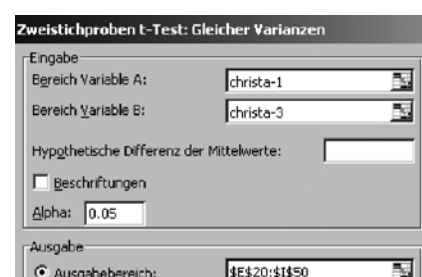 Zweistichproben t-Test: Gleicher Varianzen
Eingabe
Bereich Variable A: christa-1
Bereich Variable B: christa-3
Hypothetische Differenz der Mittelwerte:
Beschriftungen
Alpha: 0.05
Ausgabe
Ausgabebereich: $E$20:$I$50